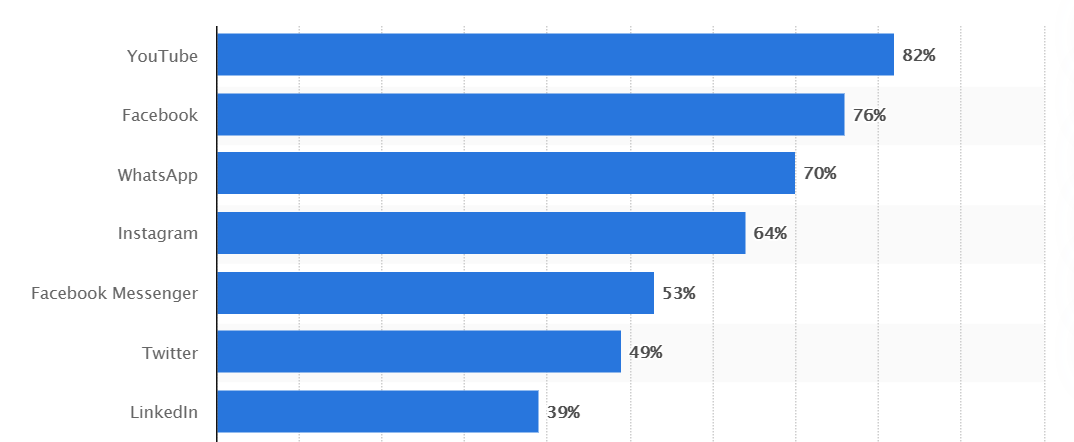 YouTube 82%
Facebook 76%
WhatsApp 70%
Instagram 64%
Facebook Messenger 53%
Twitter 49%
LinkedIn 39%